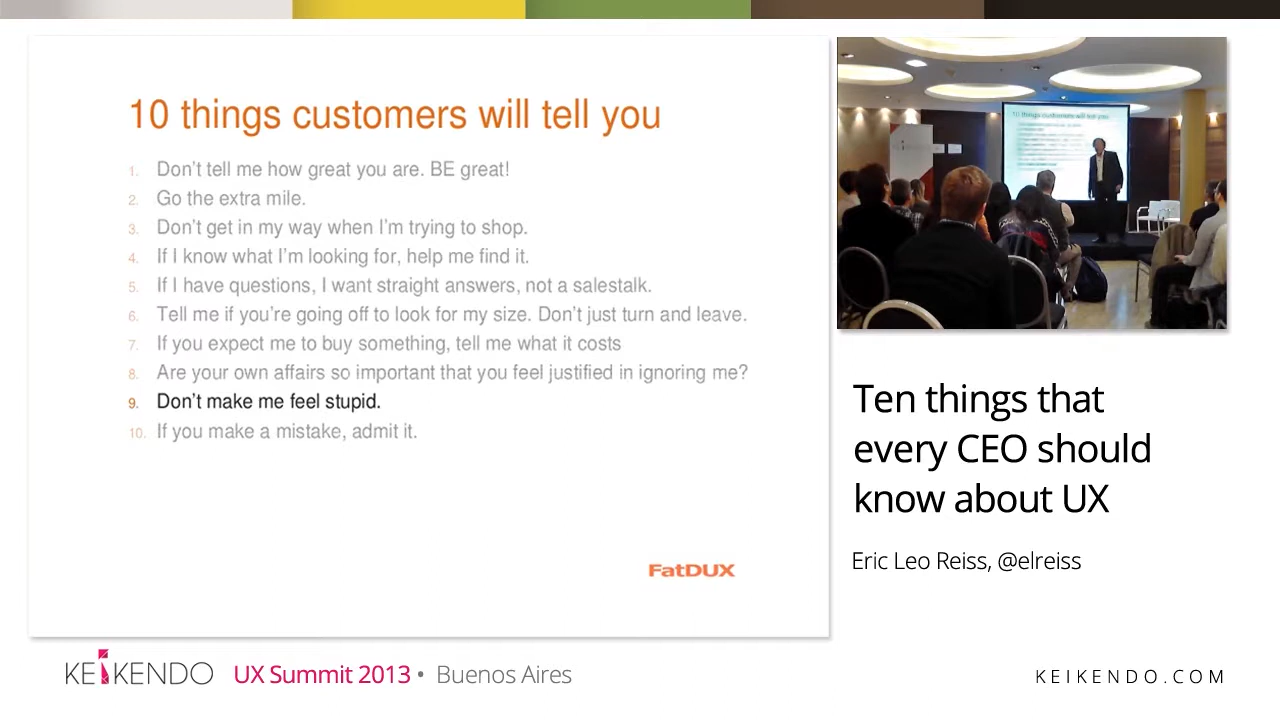 10 things customers will tell you
1. Don't tell me how great you are. BE great!
2. Go the extra mile.
3. Don't get in my way when I'm trying to shop.
4. If I know what I'm looking for, help me find it.
5. If I have questions, I want straight answers, not a salestalk.
6. Tell me if you're going off to look for my size. Don't just turn and leave.
7. If you expect me to buy something, tell me what it costs
8. Are your own affairs so important that you feel justified in ignoring me?
9. Don't make me feel stupid.
10. If you make a mistake, admit it.
FatDUX
10 things customers will tell you
Ten things that
every CEO should
know about UX
Eric Leo Reiss, @elreiss
KEIKENDO UX Summit 2013 • Buenos Aires
KEIKENDO.COM